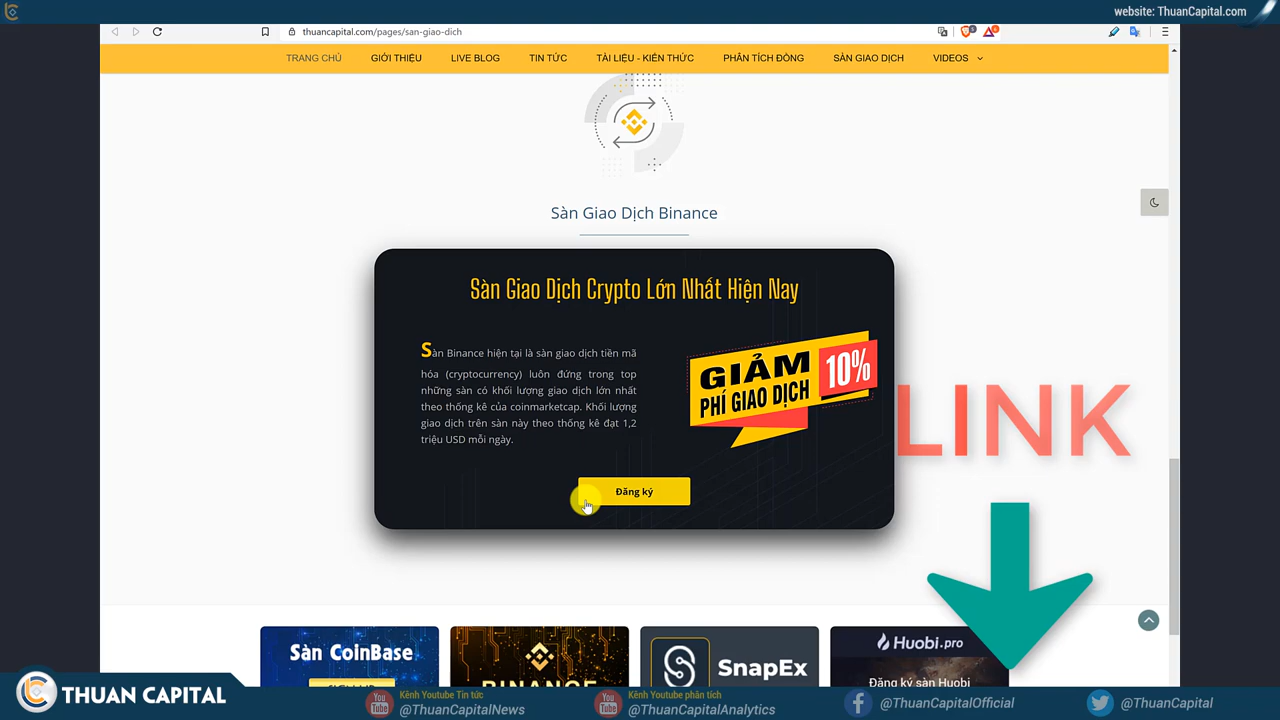 website: ThuanCapital.com
thuancapital.com/pages/san-giao-dich
TRANG CHỦ GIỚI THIỆU LIVE BLOG TIN TỨC TÀI LIỆU - KIẾN THỨC PHÂN TÍCH ĐỘNG SÀN GIAO DỊCH VIDEOS
Sàn Giao Dịch Binance
Sàn Giao Dịch Crypto Lớn Nhất Hiện Nay
Sàn Binance hiện tại là sàn giao dịch tiền mã
hóa (cryptocurrency) luôn đứng trong top
những sàn có khối lượng giao dịch lớn nhất
theo thống kê của coinmarketcap. Khối lượng
giao dịch trên sàn này theo thống kê đạt 1,2
triệu USD mỗi ngày.
GIẢM
PHÍ GIAO DỊCH
10%
LINK
Đăng ký
Sàn CoinBase
BINANCE
SnapEx
Huobi.pro
Đăng ký sàn Huobi
THUAN CAPITAL
You Tube
Kênh Youtube Tin tức
@ThuanCapitalNews
You Tube
Kênh Youtube phân tích
@ThuanCapitalAnalytics
@ThuanCapitalOfficial
@ThuanCapital